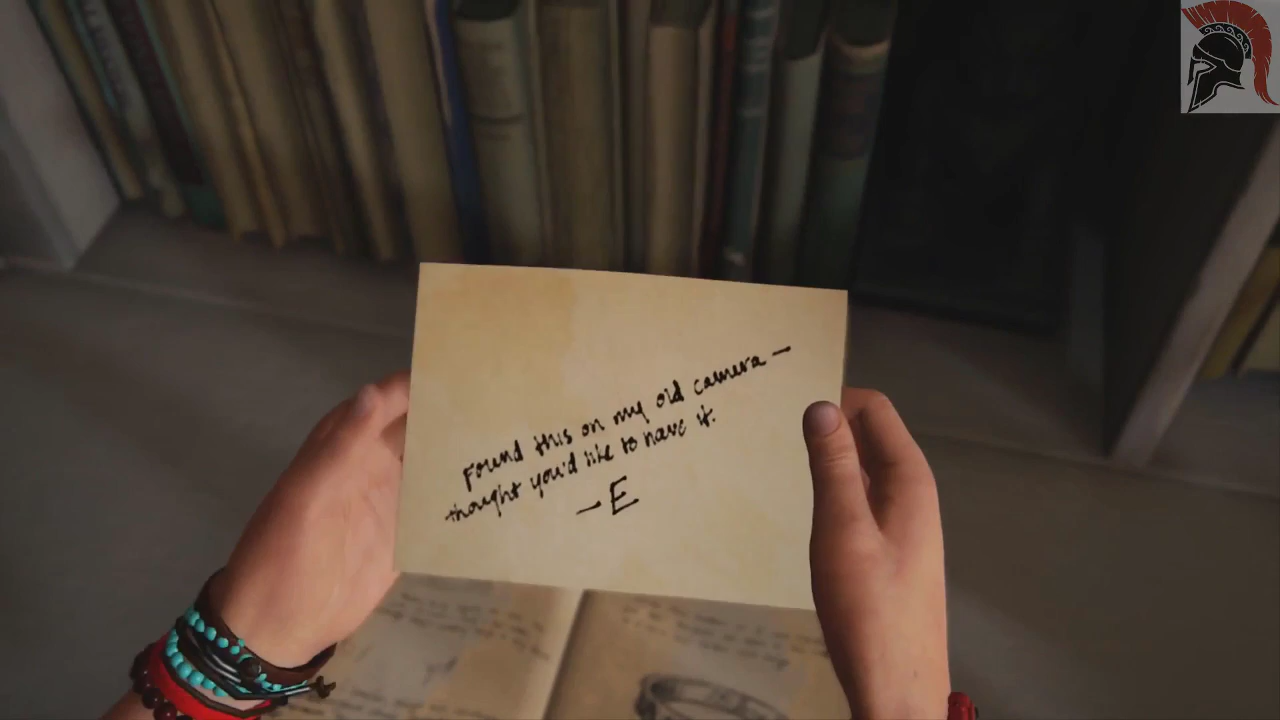 Found this on my old camera —
thought you'd like to have it.
—E